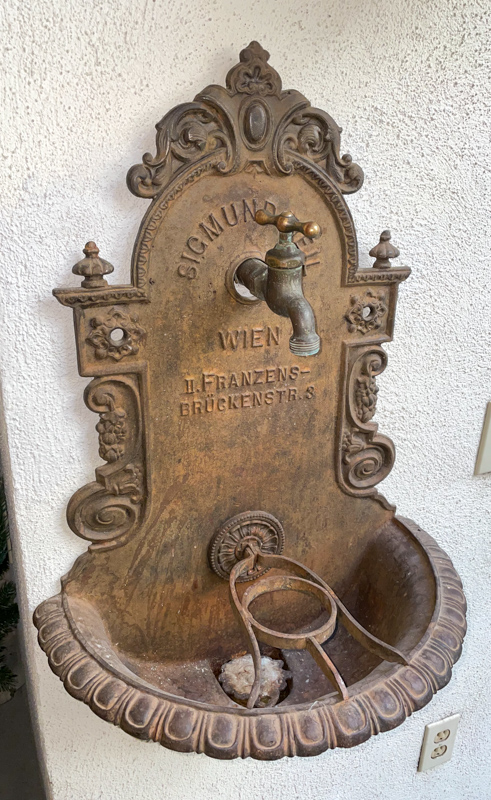 SIGMUND
WIEN
II. FRANZENS-
BRÜCKENSTR. 8